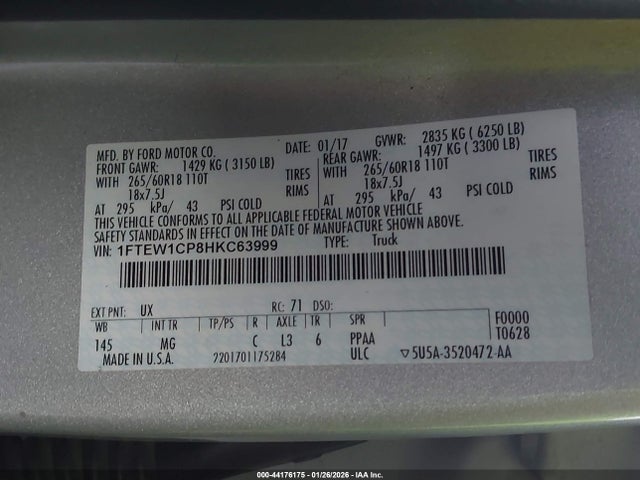 MFD. BY FORD MOTOR CO. DATE: 01/17 GVWR: 2835 KG ( 6250 LB)
FRONT GAWR: 1429 KG ( 3150 LB) REAR GAWR: 1497 KG ( 3300 LB)
WITH 265/60R18 110T TIRES WITH 265/60R18 110T TIRES
18x7.5J RIMS 18x7.5J RIMS
AT 295 kPa/ 43 PSI COLD AT 295 kPa/ 43 PSI COLD
THIS VEHICLE CONFORMS TO ALL APPLICABLE FEDERAL MOTOR VEHICLE
SAFETY STANDARDS IN EFFECT ON THE DATE OF MANUFACTURE SHOWN ABOVE.
VIN: 1FTEW1CP8HKC63999 TYPE: Truck
EXT PNT: UX RC: 71 DSO: F0000
WB INT TR TP/PS R AXLE TR SPR T0628
145 MG C L3 6 PPAA
MADE IN U.S.A. 2201701175284 ULC ▽5U5A-3520472-AA
000-44176175 - 01/26/2026 - IAA Inc.